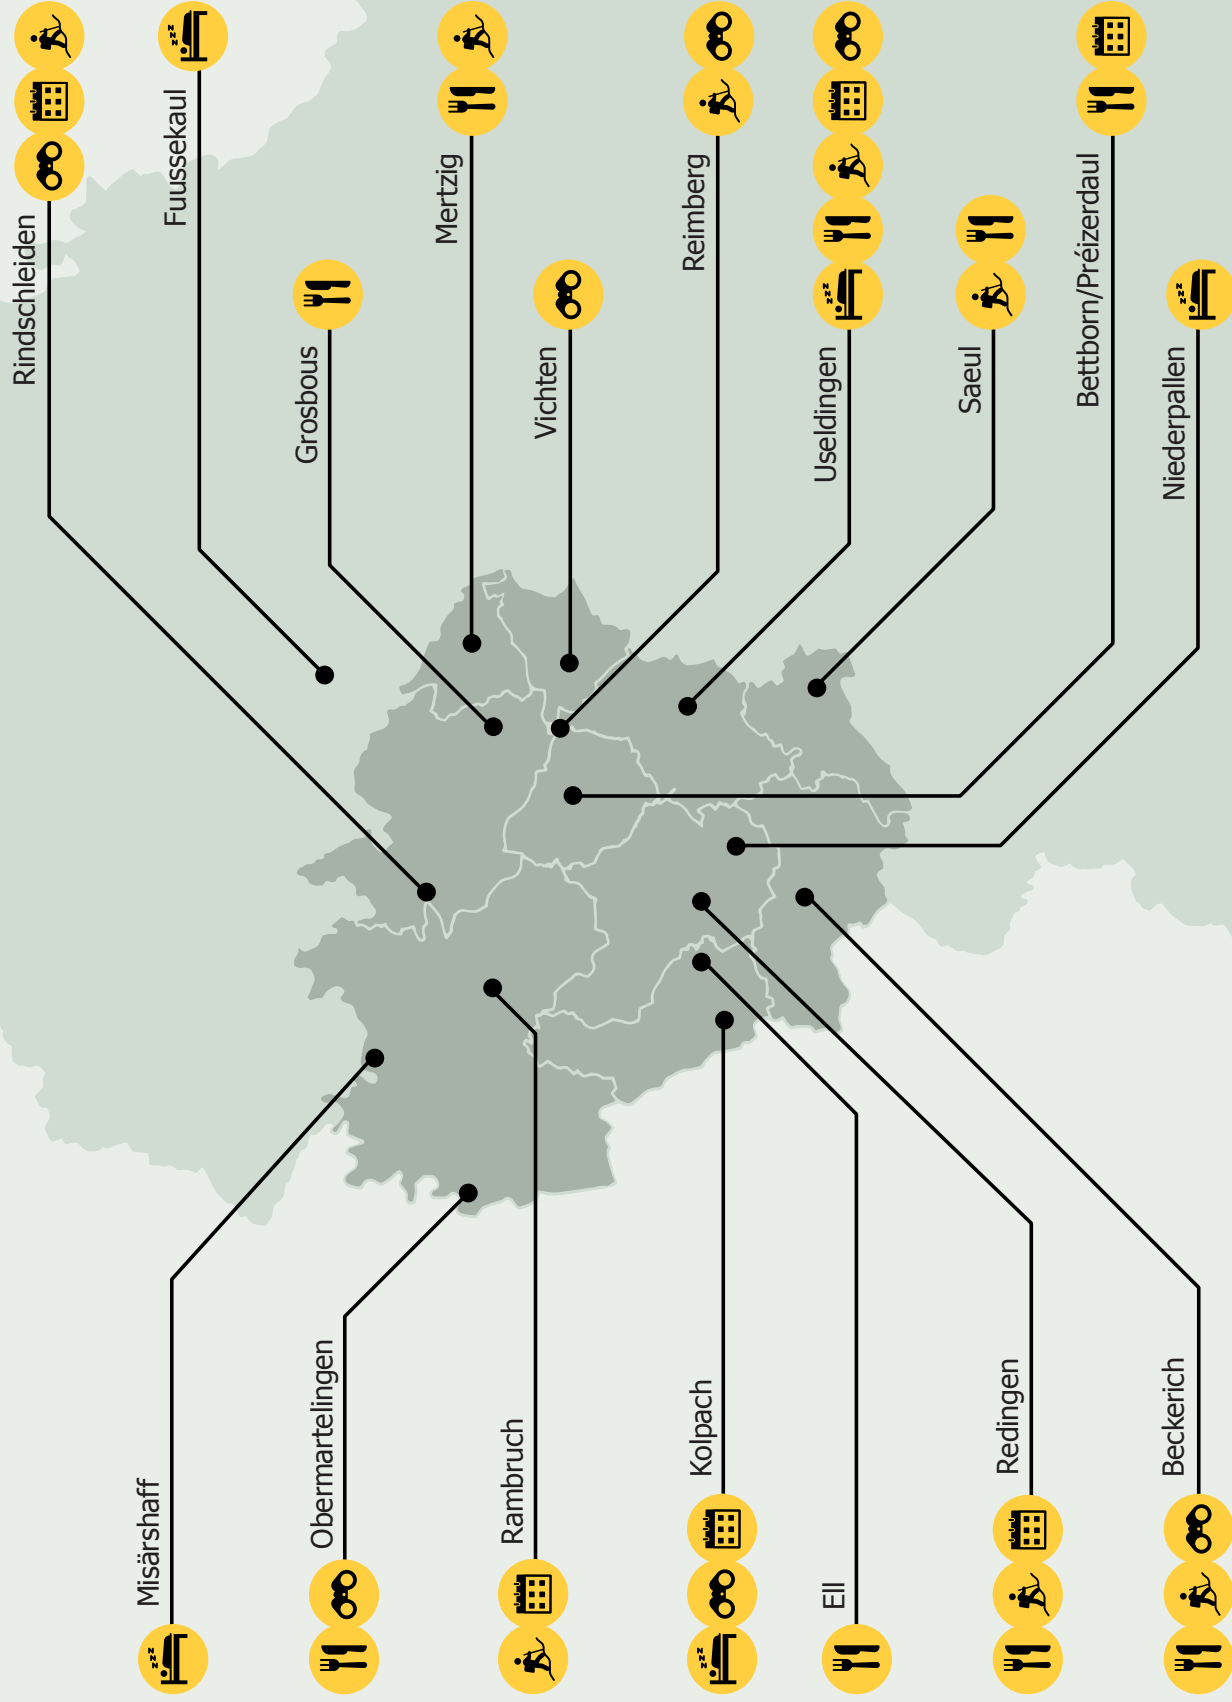 Misärshaff
Obermartelingen
Rambruch
Kolpach
Ell
Redingen
Beckerich
Rindschleiden
Fuussekaul
Grosbous
Mertzig
Vichten
Reimberg
Useldingen
Saeul
Bettborn/Préizerdaul
Niederpallen